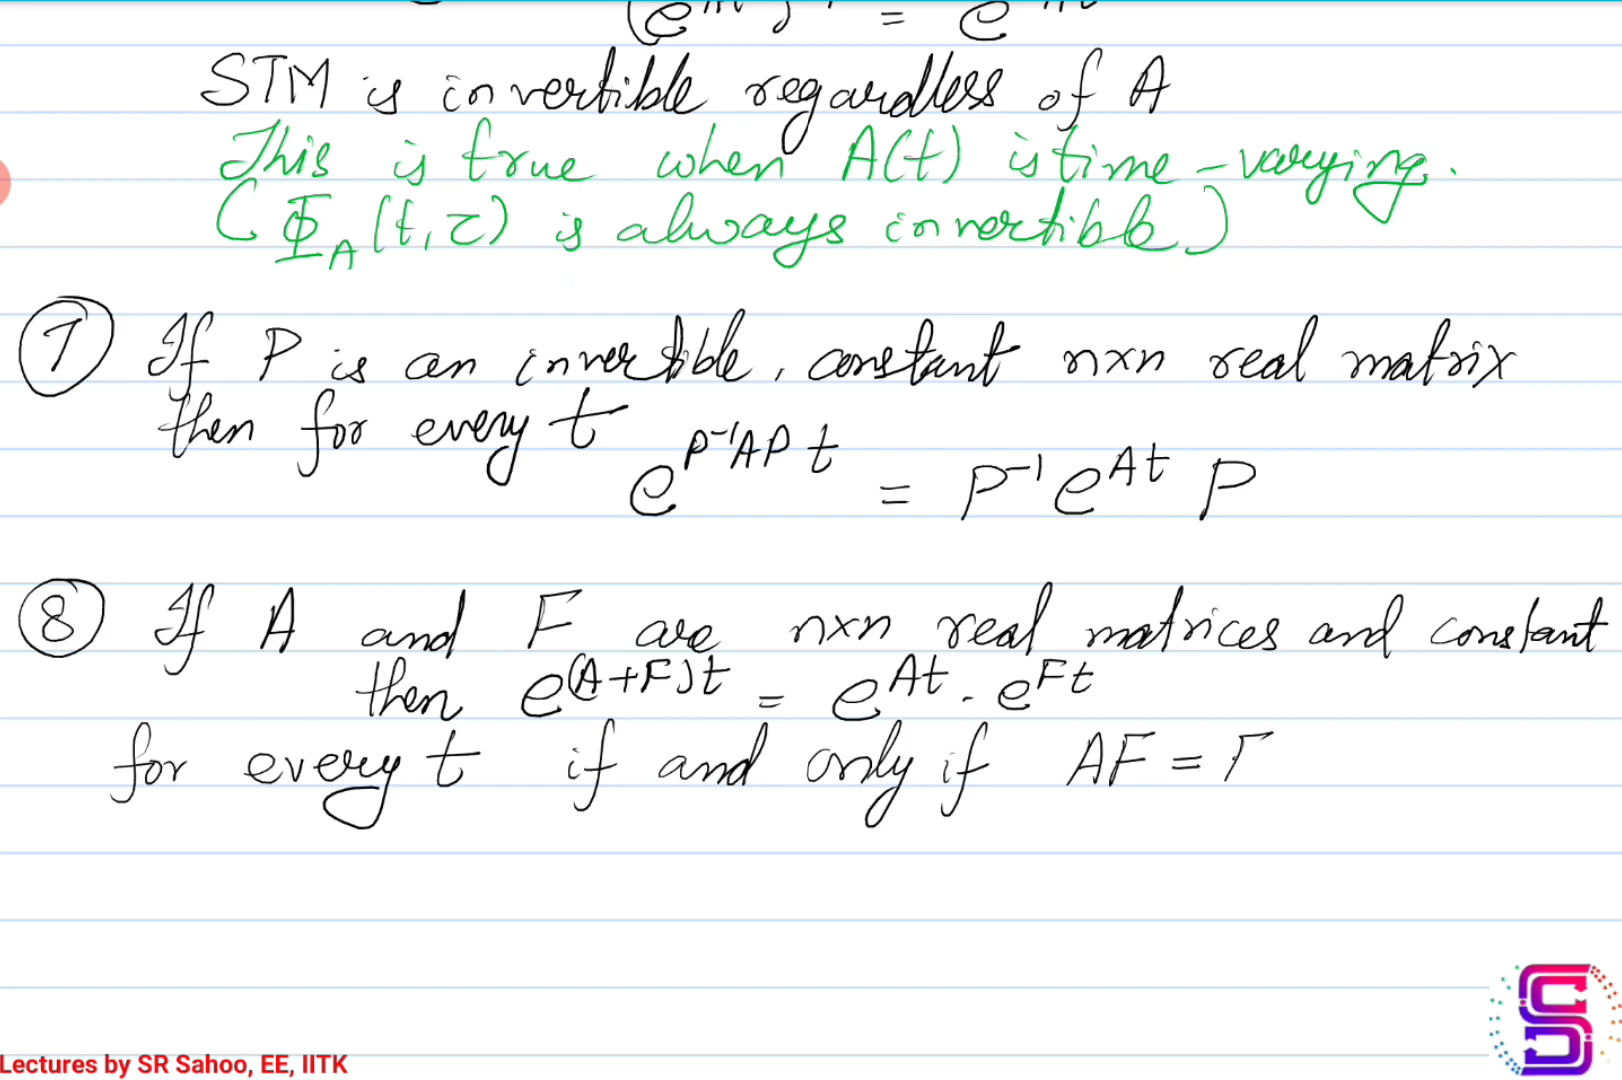 STM is invertible regardless of A
This is true when A(t) is time-varying.
(Φ_A(t,τ) is always invertible)
⑦ If P is an invertible, constant n×n real matrix
then for every t
e^{P⁻¹AP t} = P⁻¹ e^{At} P
⑧ If A and F are n×n real matrices and constant
then e^{(A+F)t} = e^{At} . e^{Ft}
for every t if and only if AF =
Lectures by SR Sahoo, EE, IITK